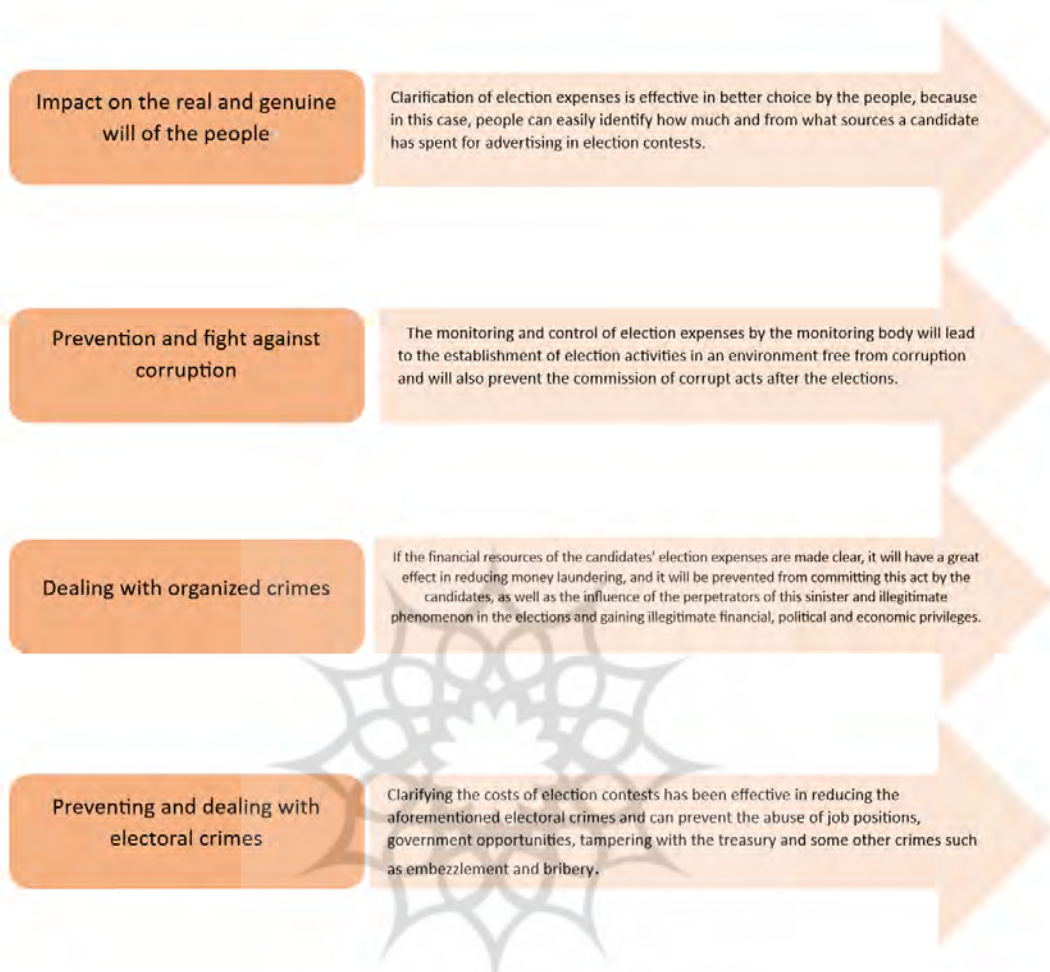 Impact on the real and genuine
will of the people
Clarification of election expenses is effective in better choice by the people, because
in this case, people can easily identify how much and from what sources a candidate
has spent for advertising in election contests.
Prevention and fight against
corruption
The monitoring and control of election expenses by the monitoring body will lead
to the establishment of election activities in an environment free from corruption
and will also prevent the commission of corrupt acts after the elections.
Dealing with organized crimes
If the financial resources of the candidates' election expenses are made clear, it will have a great
effect in reducing money laundering, and it will be prevented from committing this act by the
candidates, as well as the influence of the perpetrators of this sinister and illegitimate
phenomenon in the elections and gaining illegitimate financial, political and economic privileges.
Preventing and dealing with
electoral crimes
Clarifying the costs of election contests has been effective in reducing the
aforementioned electoral crimes and can prevent the abuse of job positions,
government opportunities, tampering with the treasury and some other crimes such
as embezzlement and bribery.